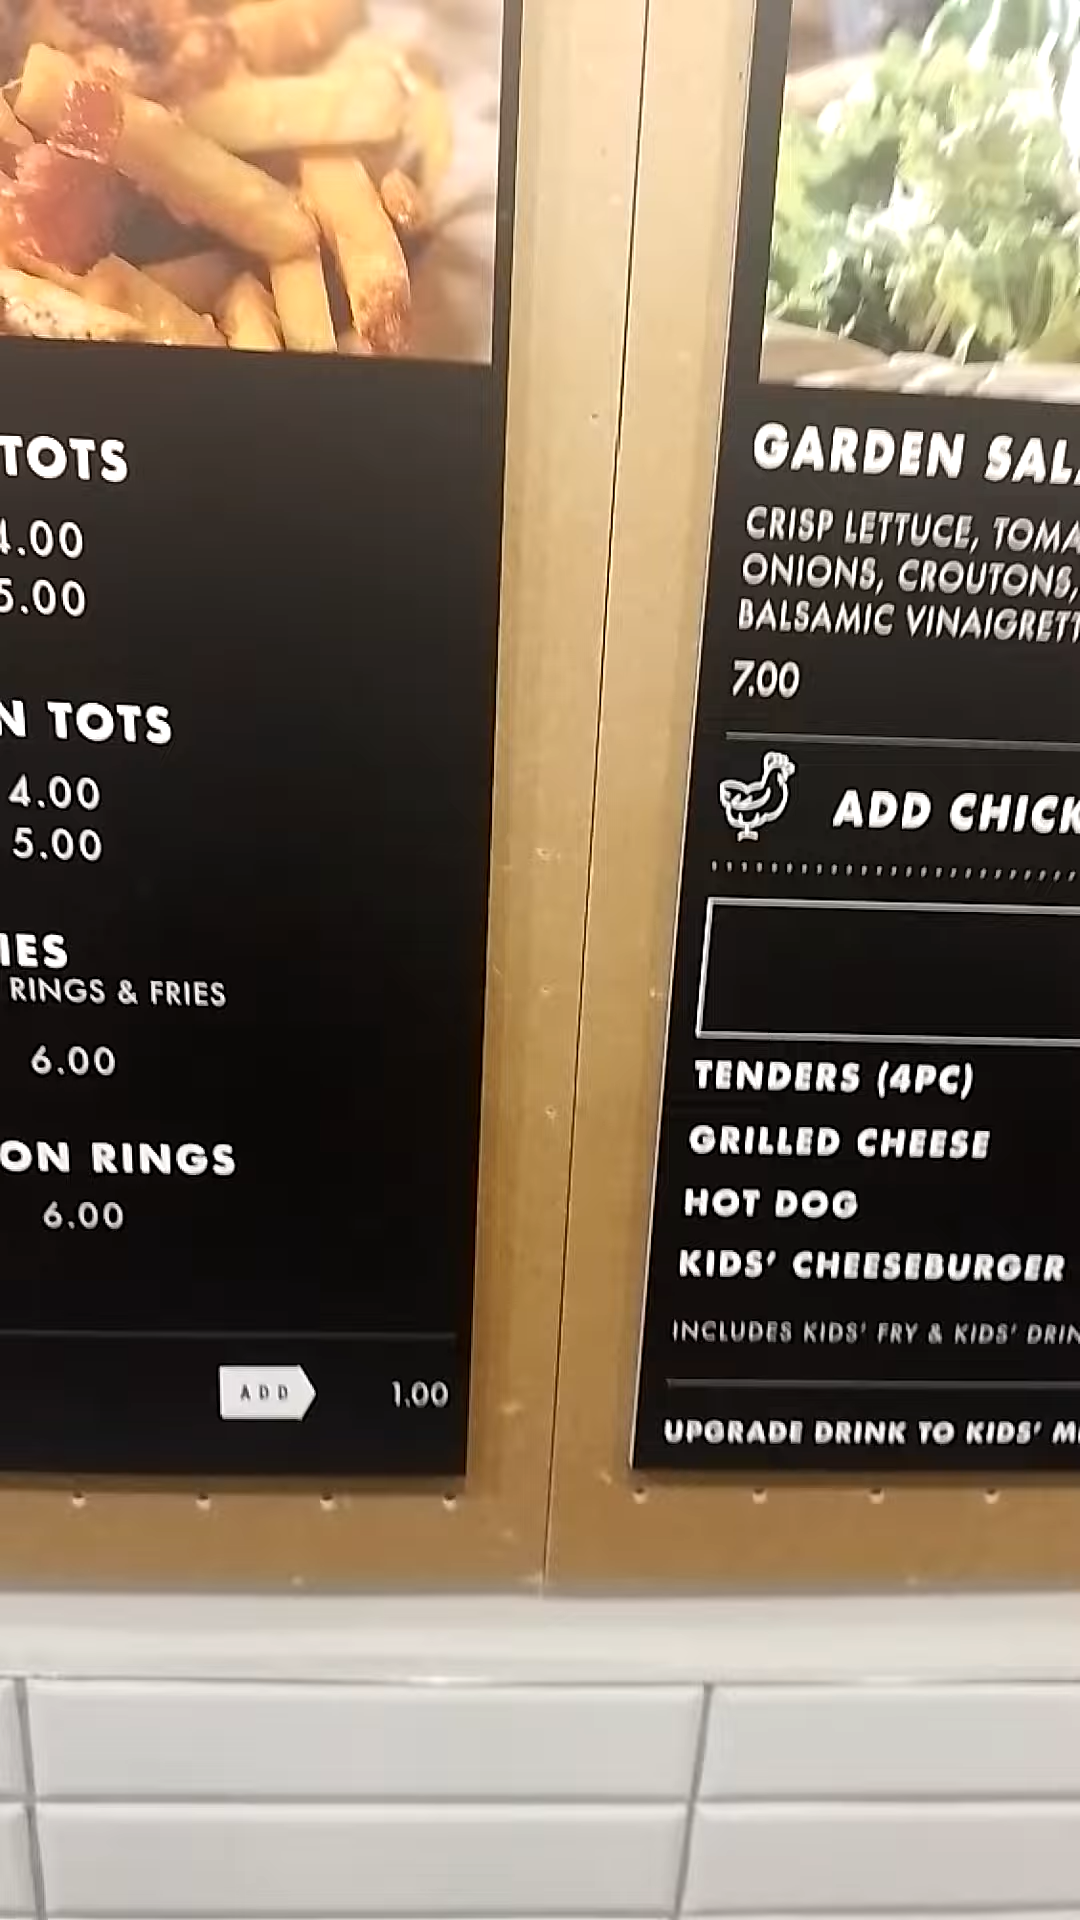 TOTS
4.00
5.00
N TOTS
4.00
5.00
IES
RINGS & FRIES
6.00
ON RINGS
6.00
ADD 1.00
GARDEN SAL
CRISP LETTUCE, TOMA
ONIONS, CROUTONS,
BALSAMIC VINAIGRETT
7.00
ADD CHICK
TENDERS (4PC)
GRILLED CHEESE
HOT DOG
KIDS' CHEESEBURGER
INCLUDES KIDS' FRY & KIDS' DRIN
UPGRADE DRINK TO KIDS' M